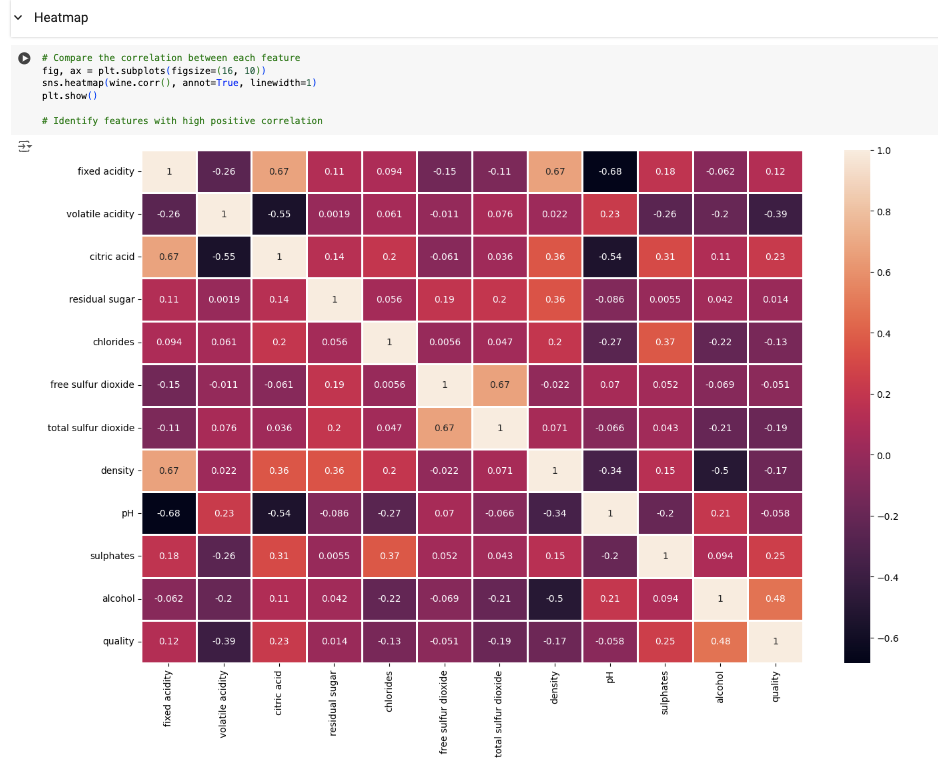 Heatmap
# Compare the correlation between each feature
fig, ax = plt.subplots(figsize=(16, 10))
sns.heatmap(wine.corr(), annot=True, linewidth=1)
plt.show()
# Identify features with high positive correlation
fixed acidity 1 -0.26 0.67 0.11 0.094 -0.15 -0.11 0.67 -0.68 0.18 -0.062 0.12
volatile acidity -0.26 1 -0.55 0.0019 0.061 -0.011 0.076 0.022 0.23 -0.26 -0.2 -0.39
citric acid 0.67 -0.55 1 0.14 0.2 -0.061 0.036 0.36 -0.54 0.31 0.11 0.23
residual sugar 0.11 0.0019 0.14 1 0.056 0.19 0.2 0.36 -0.086 0.0055 0.042 0.014
chlorides 0.094 0.061 0.2 0.056 1 0.0056 0.047 0.2 -0.27 0.37 -0.22 -0.13
free sulfur dioxide -0.15 -0.011 -0.061 0.19 0.0056 1 0.67 -0.022 0.07 0.052 -0.069 -0.051
total sulfur dioxide -0.11 0.076 0.036 0.2 0.047 0.67 1 0.071 -0.066 0.043 -0.21 -0.19
density 0.67 0.022 0.36 0.36 0.2 -0.022 0.071 1 -0.34 0.15 -0.5 -0.17
pH -0.68 0.23 -0.54 -0.086 -0.27 0.07 -0.066 -0.34 1 -0.2 0.21 -0.058
sulphates 0.18 -0.26 0.31 0.0055 0.37 0.052 0.043 0.15 -0.2 1 0.094 0.25
alcohol -0.062 -0.2 0.11 0.042 -0.22 -0.069 -0.21 -0.5 0.21 0.094 1 0.48
quality 0.12 -0.39 0.23 0.014 -0.13 -0.051 -0.19 -0.17 -0.058 0.25 0.48 1
fixed acidity
volatile acidity
citric acid
residual sugar
chlorides
free sulfur dioxide
total sulfur dioxide
density
pH
sulphates
alcohol
quality
1.0
0.8
0.6
0.4
0.2
0.0
−0.2
−0.4
−0.6